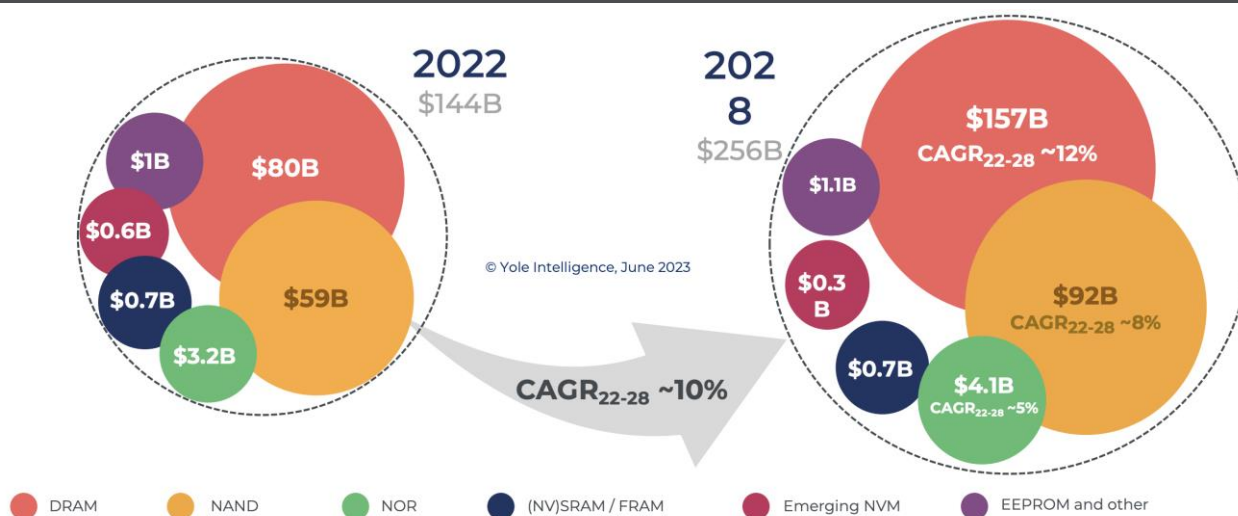 2022
$144B
$1B
$80B
$0.6B
$0.7B
$59B
$3.2B
© Yole Intelligence, June 2023
CAGR22-28 ~10%
202
8
$256B
$157B
CAGR22-28 ~12%
$1.1B
$0.3
B
$92B
CAGR22-28 ~8%
$0.7B
$4.1B
CAGR22-28 ~5%
DRAM
NAND
NOR
(NV)SRAM / FRAM
Emerging NVM
EEPROM and other